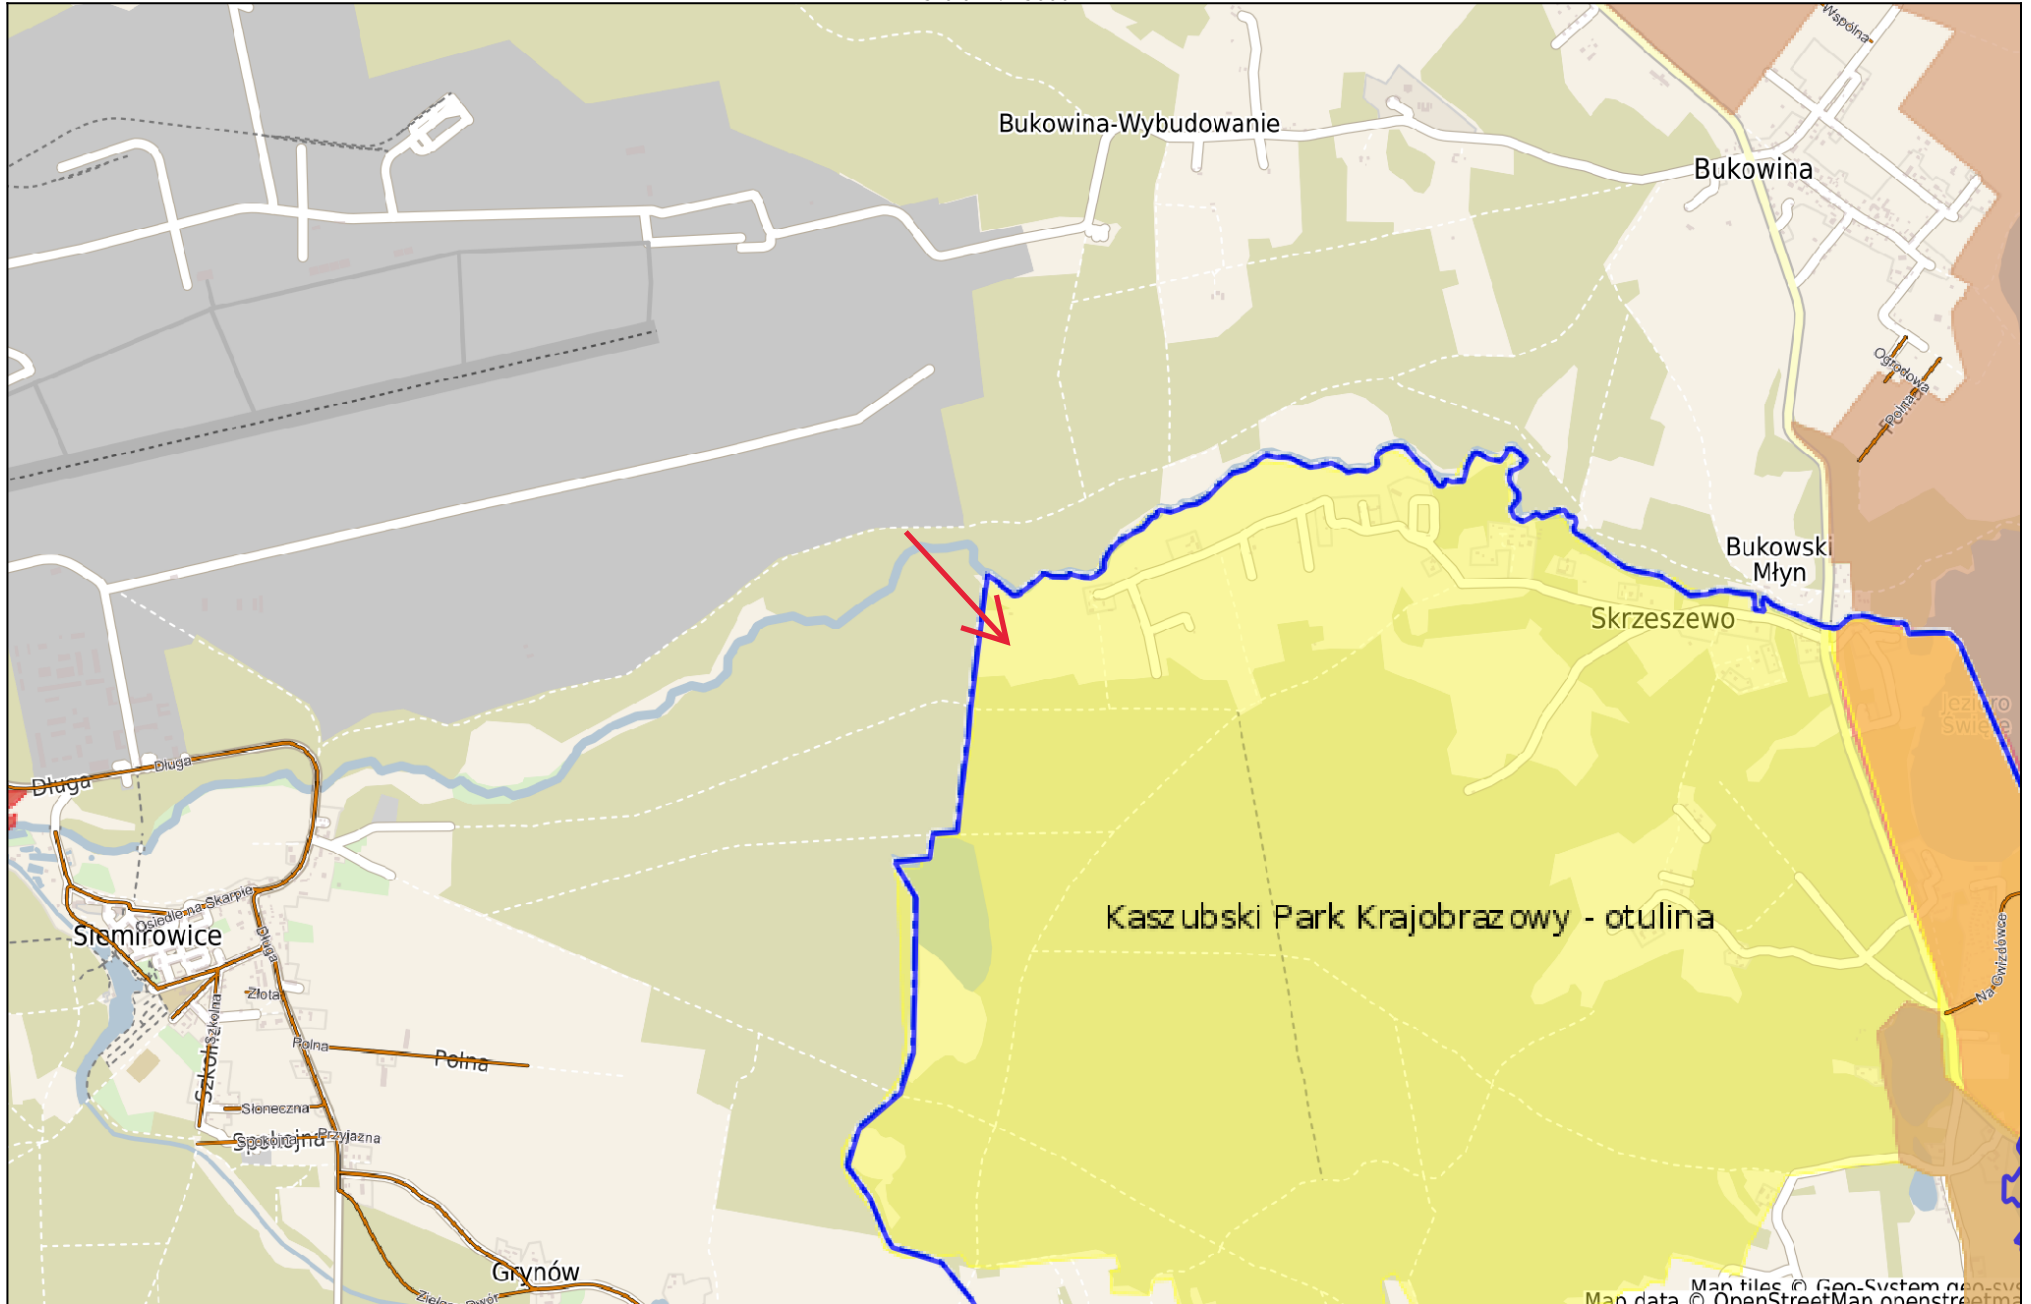 Wspólna
Bukowina-Wybudowanie
Bukowina
Ogrodowa
Polna
Bukowski
Młyn
Skrzeszewo
Jezioro
Święte
Długa
Długa
Kaszubski Park Krajobrazowy - otulina
Osiedle na Skarpie
Siemirowice
Długa
Na Gwizdówce
Złota
Szkolna
Polna
Polna
Słoneczna
Spokojna
Spokojna
Przyjazna
Grynów
Map tiles © Geo-System
Map data © OpenStreetMap